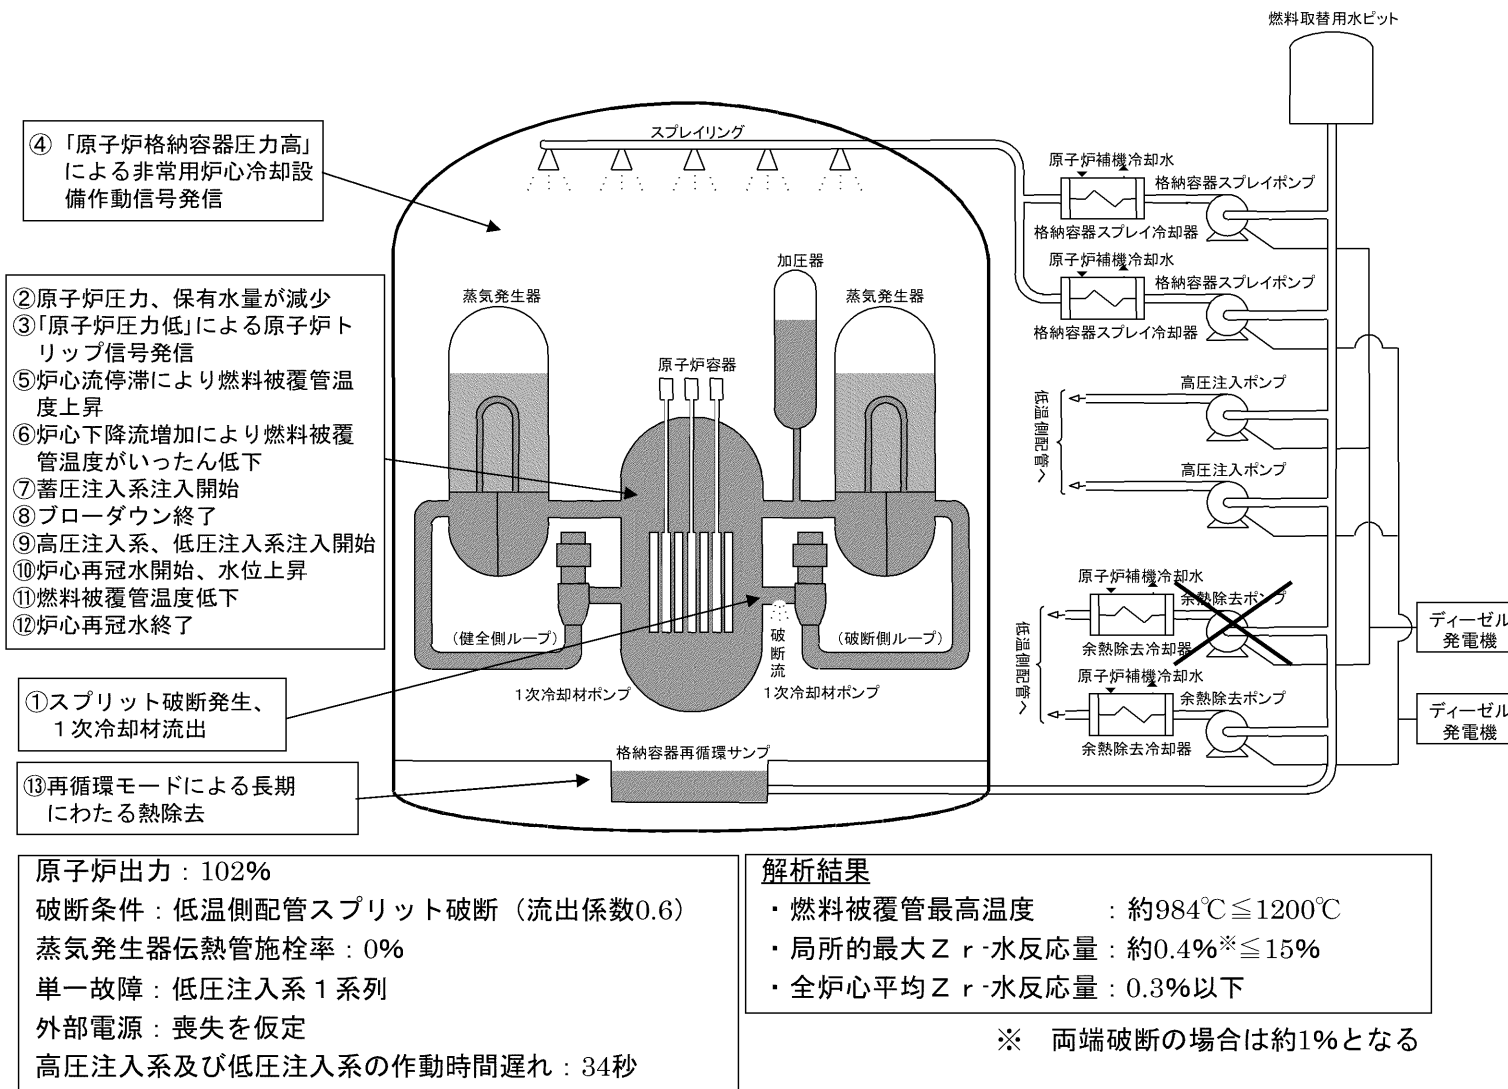 燃料取替用水ピット
④「原子炉格納容器圧力高」
による非常用炉心冷却設
備作動信号発信
スプレイリング
原子炉補機冷却水
格納容器スプレイポンプ
格納容器スプレイ冷却器
原子炉補機冷却水
格納容器スプレイポンプ
格納容器スプレイ冷却器
②原子炉圧力、保有水量が減少
③「原子炉圧力低」による原子炉ト
リップ信号発信
⑤炉心流停滞により燃料被覆管温
度上昇
⑥炉心下降流増加により燃料被覆
管温度がいったん低下
⑦蓄圧注入系注入開始
⑧ブローダウン終了
⑨高圧注入系、低圧注入系注入開始
⑩炉心再冠水開始、水位上昇
⑪燃料被覆管温度低下
⑫炉心再冠水終了
蒸気発生器
加圧器
蒸気発生器
原子炉容器
高圧注入ポンプ
低温側配管へ
高圧注入ポンプ
原子炉補機冷却水
余熱除去ポンプ
余熱除去冷却器
低温側配管へ
原子炉補機冷却水
余熱除去ポンプ
余熱除去冷却器
ディーゼル
発電機
ディーゼル
発電機
(健全側ループ)
破断流
(破断側ループ)
1次冷却材ポンプ
1次冷却材ポンプ
①スプリット破断発生、
1次冷却材流出
格納容器再循環サンプ
⑬再循環モードによる長期
にわたる熱除去
原子炉出力:102%
破断条件:低温側配管スプリット破断(流出係数0.6)
蒸気発生器伝熱管施栓率:0%
単一故障:低圧注入系1系列
外部電源:喪失を仮定
高圧注入系及び低圧注入系の作動時間遅れ:34秒
解析結果
・燃料被覆管最高温度 :約984℃≦1200℃
・局所的最大Zr-水反応量:約0.4%※≦15%
・全炉心平均Zr-水反応量:0.3%以下
※ 両端破断の場合は約1%となる